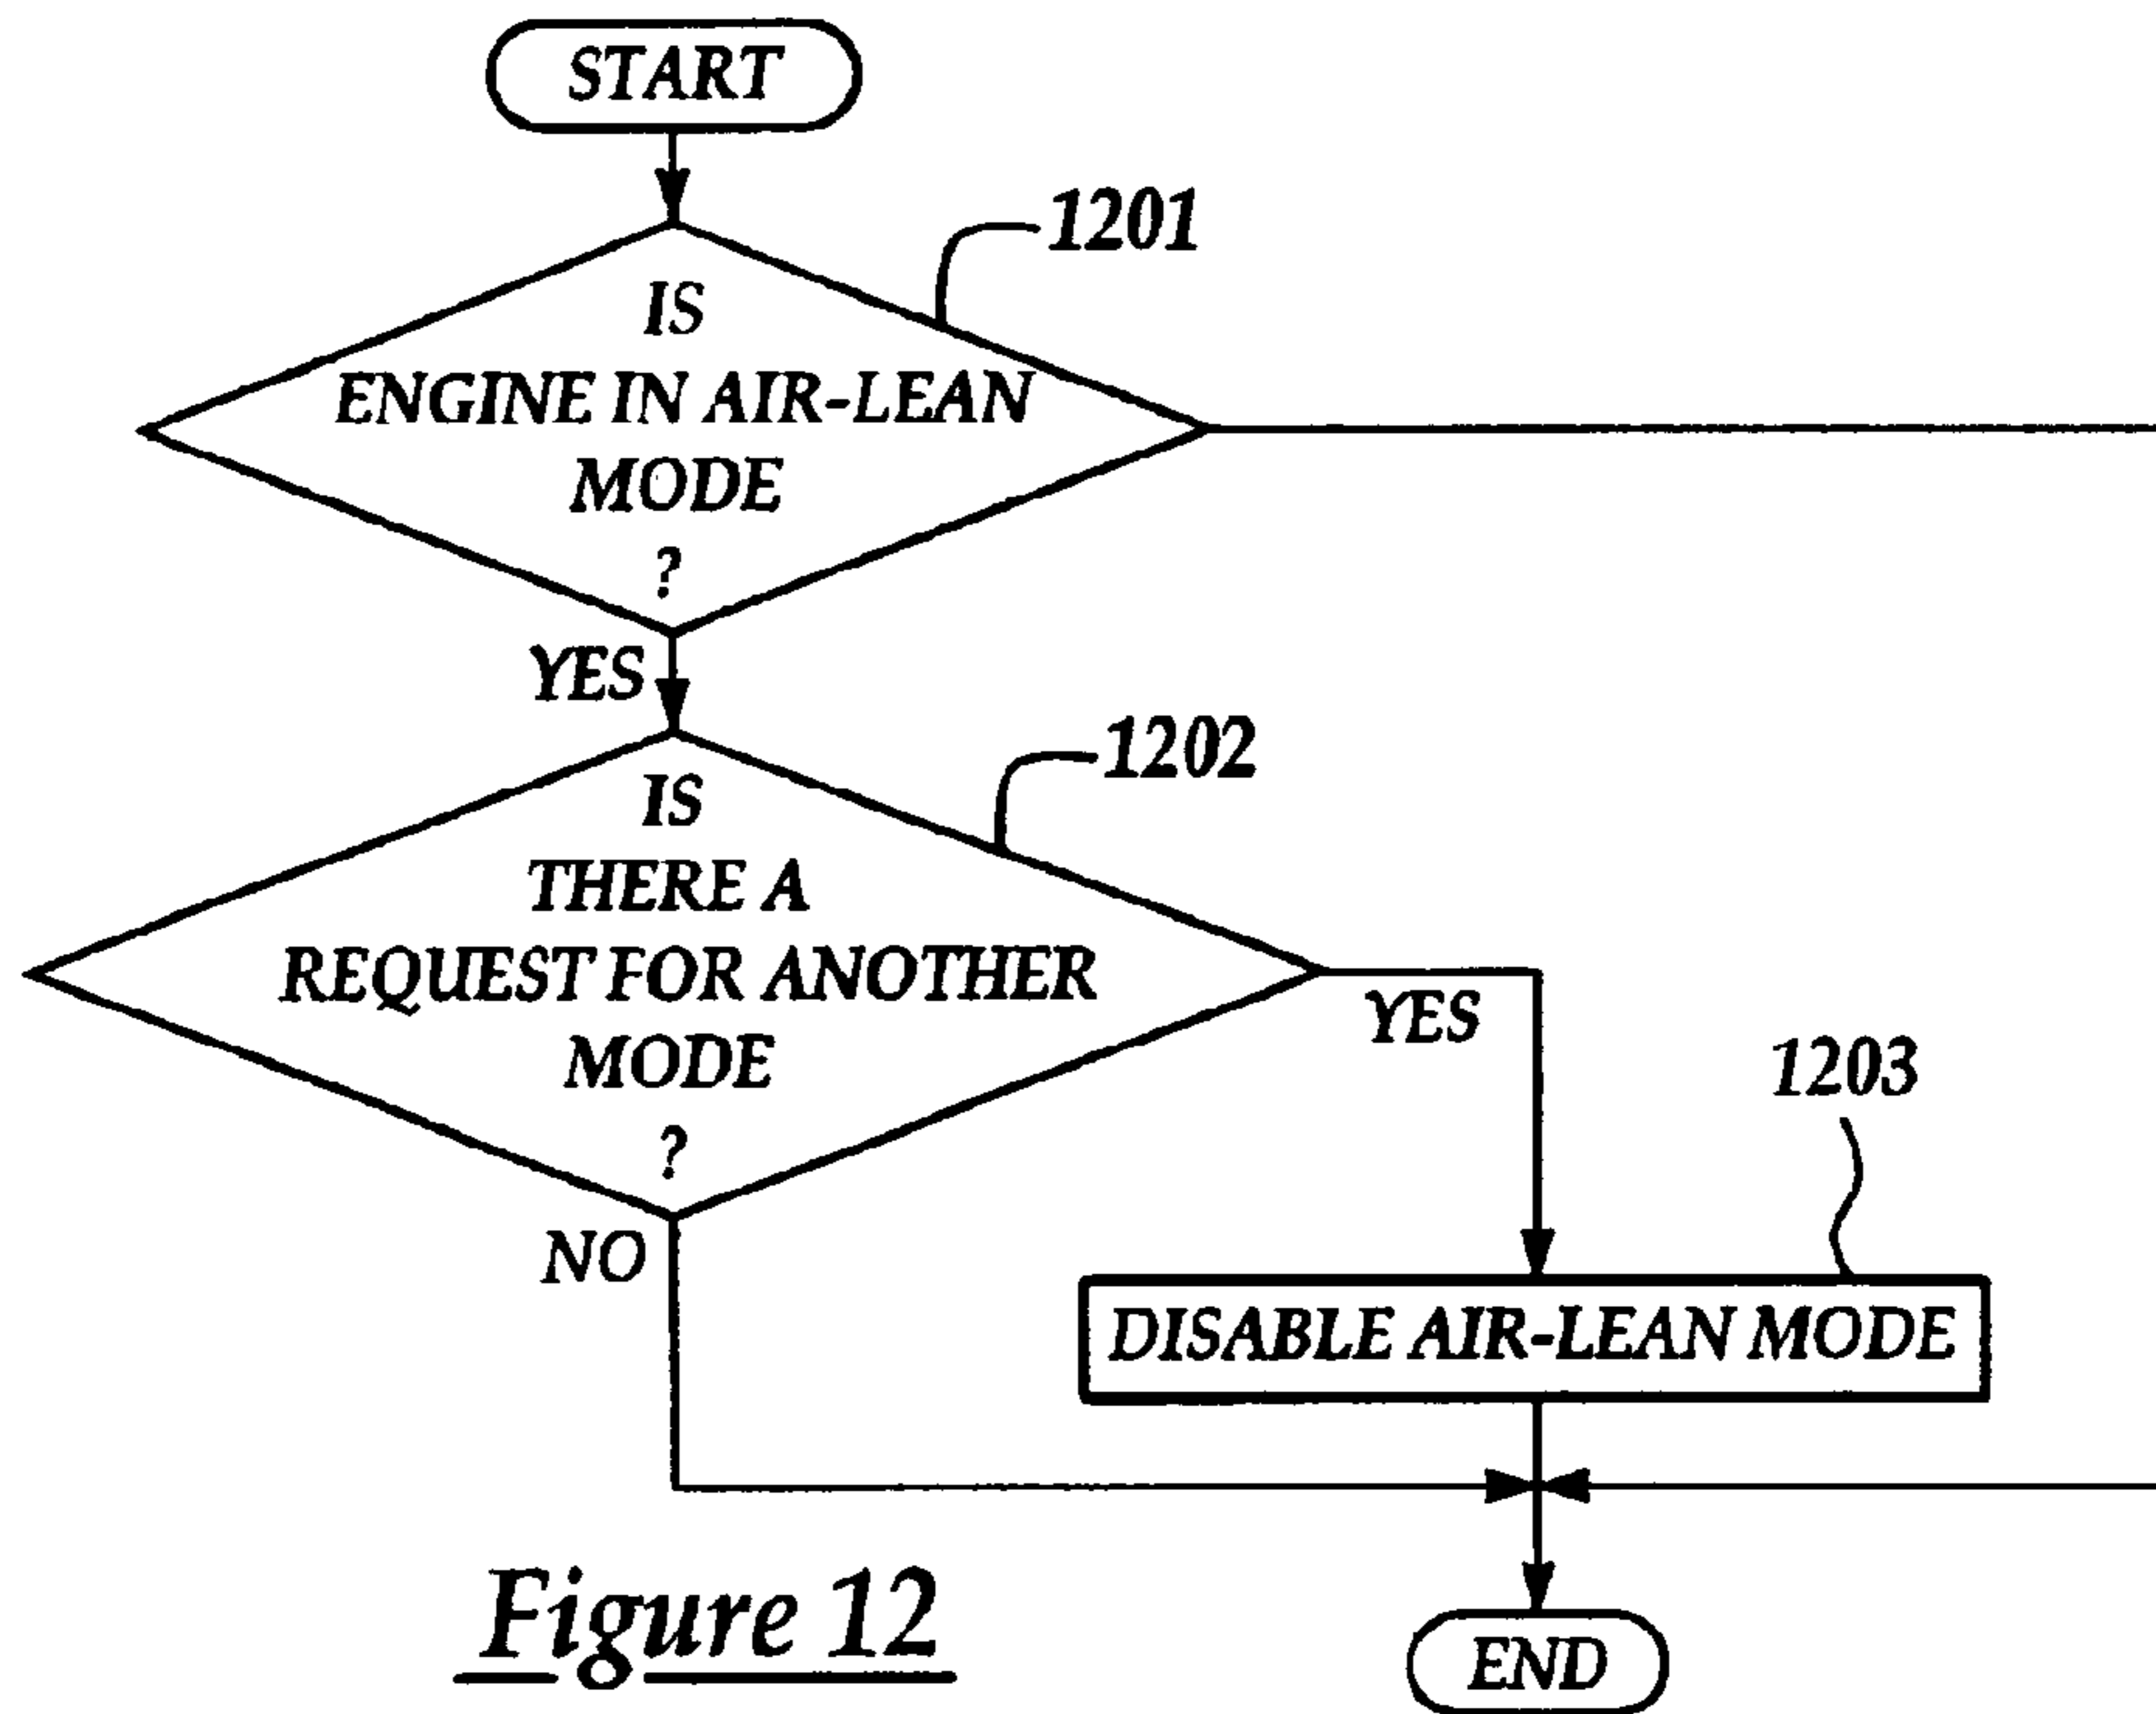 START
1201
IS
ENGINE IN AIR-LEAN
MODE
?
YES
1202
IS
THERE A
REQUEST FOR ANOTHER
MODE
?
YES
1203
NO
DISABLE AIR-LEAN MODE
Figure 12
END